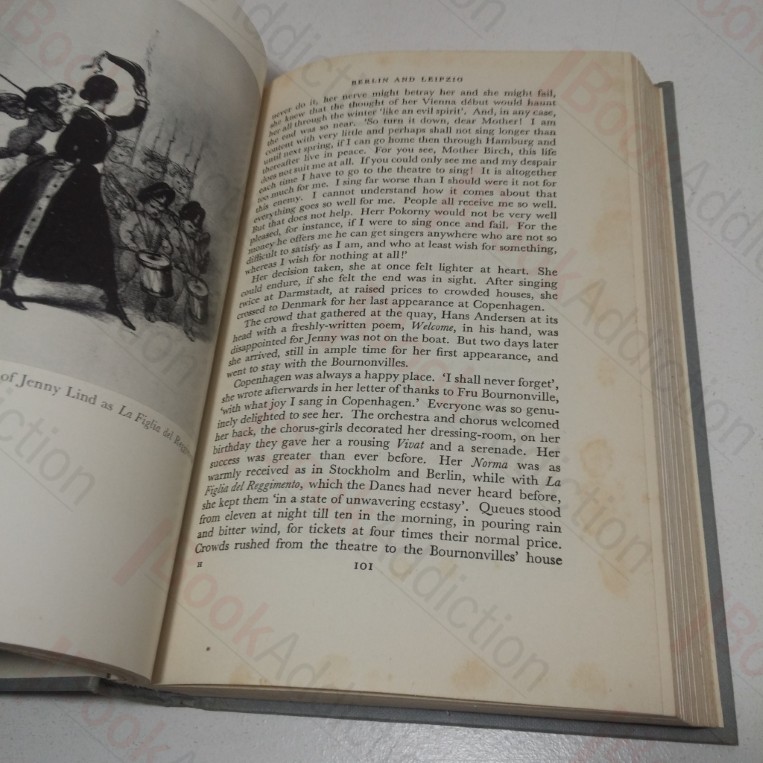 of Jenny Lind as La Figlia del Regg
BERLIN AND LEIPZIG
never do it, her nerve might betray her and she might fail,
she knew that the thought of her Vienna début would haunt
her all through the winter 'like an evil spirit'. And, in any case,
the end was so near. 'So turn it down, dear Mother! I am
content with very little and perhaps shall not sing longer than
until next spring, if I can go home then through Hamburg and
thereafter live in peace. For you see, Mother Birch, this life
does not suit me at all. If you could only see me and my despair
each time I have to go to the theatre to sing! It is altogether
too much for me. I sing far worse than I should were it not for
this enemy. I cannot understand how it comes about that
everything goes so well for me. People all receive me so well.
But that does not help. Herr Pokorny would not be very well
pleased, for instance, if I were to sing once and fail. For the
money he offers me he can get singers anywhere who are not so
difficult to satisfy as I am, and who at least wish for something,
whereas I wish for nothing at all!'
Her decision taken, she at once felt lighter at heart. She
could endure, if she felt the end was in sight. After singing
twice at Darmstadt, at raised prices to crowded houses, she
crossed to Denmark for her last appearance at Copenhagen.
The crowd that gathered at the quay, Hans Andersen at its
head with a freshly-written poem, Welcome, in his hand, was
disappointed for Jenny was not on the boat. But two days later
she arrived, still in ample time for her first appearance, and
went to stay with the Bournonvilles.
Copenhagen was always a happy place. 'I shall never forget',
she wrote afterwards in her letter of thanks to Fru Bournonville,
'with what joy I sang in Copenhagen.' Everyone was so genu-
inely delighted to see her. The orchestra and chorus welcomed
her back, the chorus-girls decorated her dressing-room, on her
birthday they gave her a rousing Vivat and a serenade. Her
success was greater than ever before. Her Norma was as
warmly received as in Stockholm and Berlin, while with La
Figlia del Reggimento, which the Danes had never heard before,
she kept them 'in a state of unwavering ecstasy'. Queues stood
from eleven at night till ten in the morning, in pouring rain
and bitter wind, for tickets at four times their normal price.
Crowds rushed from the theatre to the Bournonvilles' house
H 101
BookAddiction